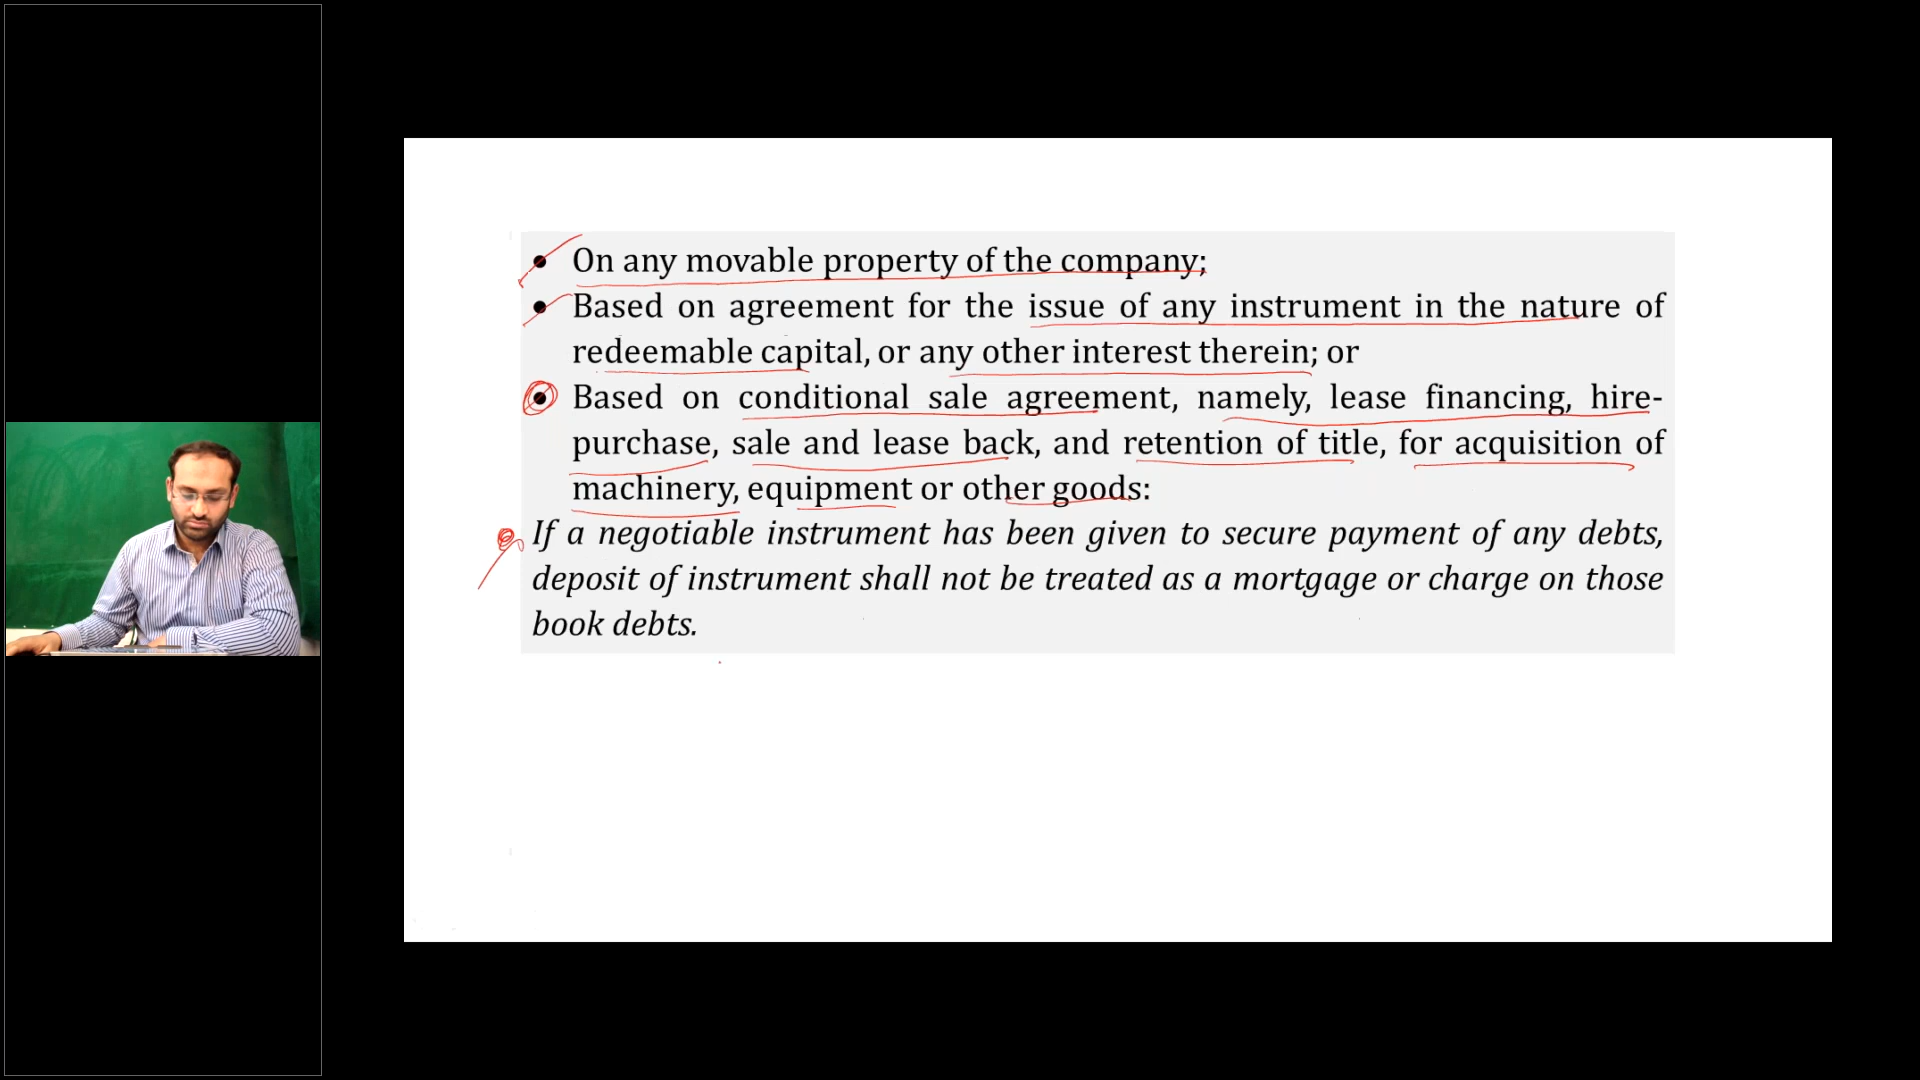 • On any movable property of the company;
• Based on agreement for the issue of any instrument in the nature of
redeemable capital, or any other interest therein; or
• Based on conditional sale agreement, namely, lease financing, hire-
purchase, sale and lease back, and retention of title, for acquisition of
machinery, equipment or other goods:
If a negotiable instrument has been given to secure payment of any debts,
deposit of instrument shall not be treated as a mortgage or charge on those
book debts.